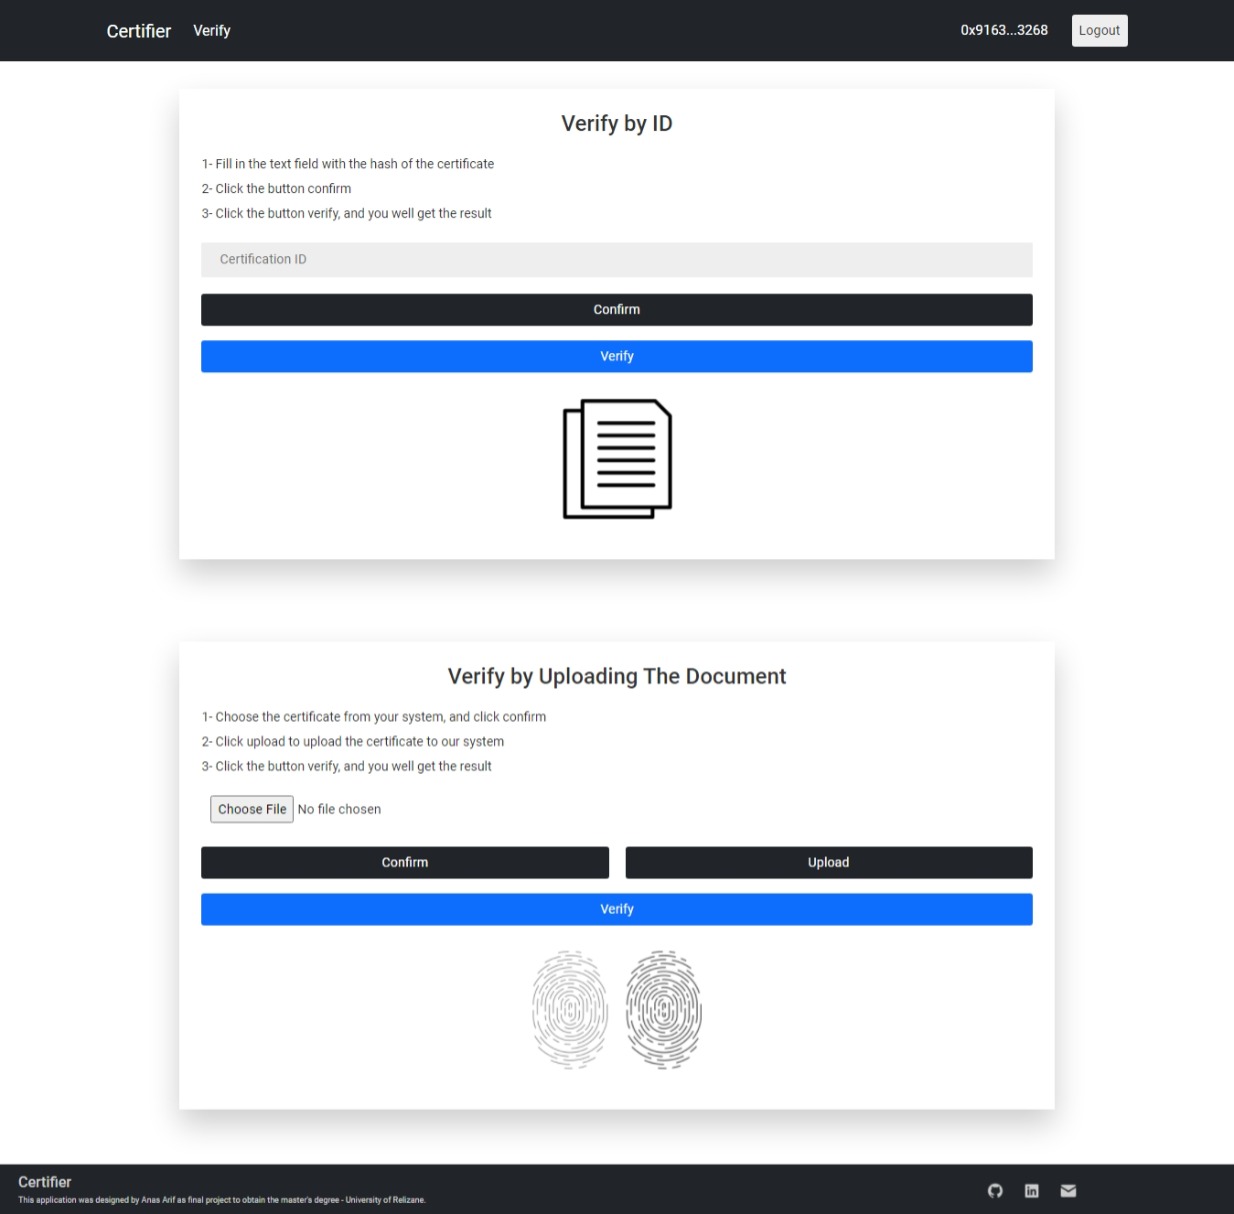 Certifier Verify 0x9163...3268 Logout
Verify by ID
1- Fill in the text field with the hash of the certificate
2- Click the button confirm
3- Click the button verify, and you well get the result
Certification ID
Confirm
Verify
Verify by Uploading The Document
1- Choose the certificate from your system, and click confirm
2- Click upload to upload the certificate to our system
3- Click the button verify, and you well get the result
Choose File No file chosen
Confirm Upload
Verify
Certifier
This application was designed by Anas Arif as final project to obtain the master's degree - University of Relizane.